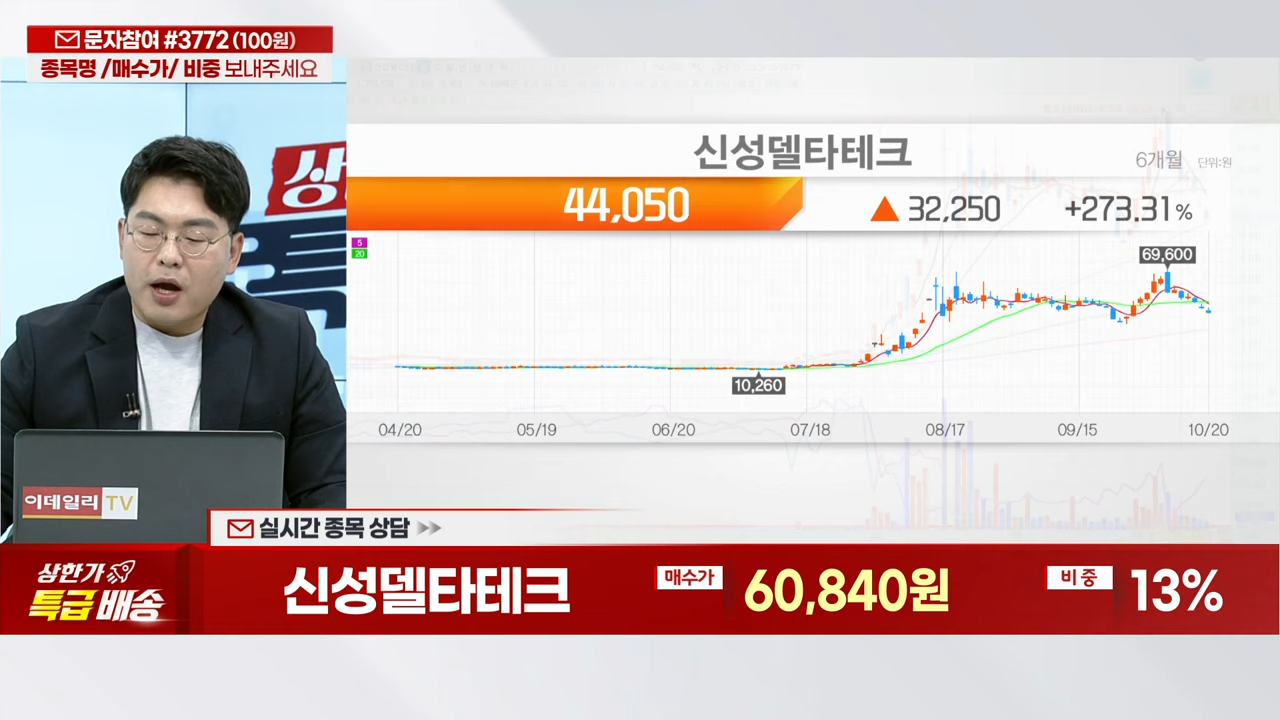 문자참여 #3772 (100원)
종목명 /매수가/ 비중 보내주세요
신성델타테크
6개월 단위:원
44,050 ▲ 32,250 +273.31%
5
20
69,600
10,260
04/20 05/19 06/20 07/18 08/17 09/15 10/20
이데일리 TV
실시간 종목 상담
상한가
특급배송
신성델타테크 매수가 60,840원 비중 13%